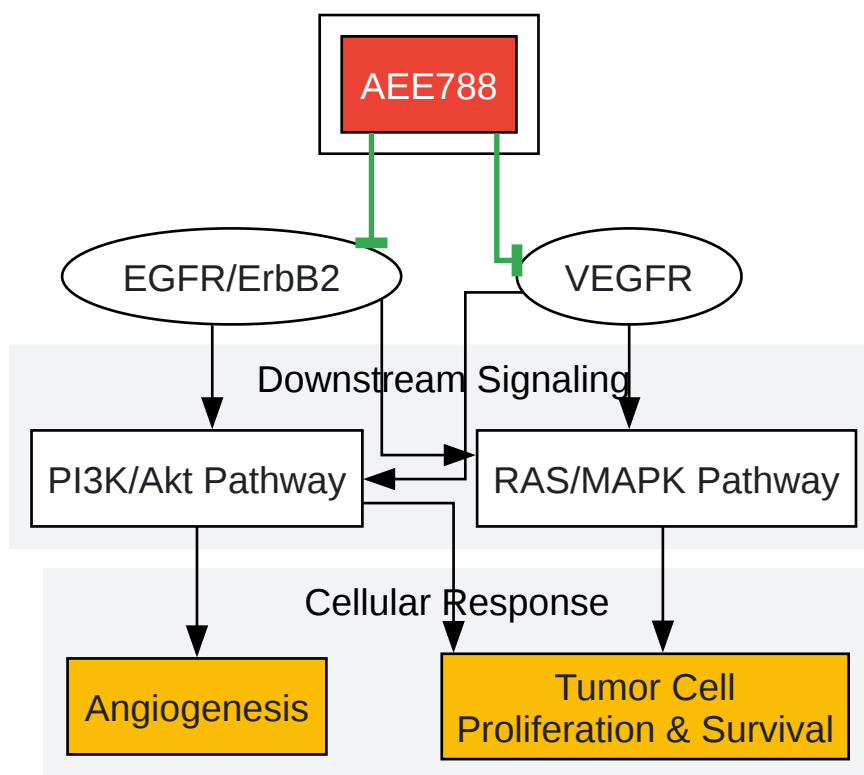 AEE788
EGFR/ErbB2
VEGFR
Downstream Signaling
PI3K/Akt Pathway
RAS/MAPK Pathway
Cellular Response
Angiogenesis
Tumor Cell
Proliferation & Survival